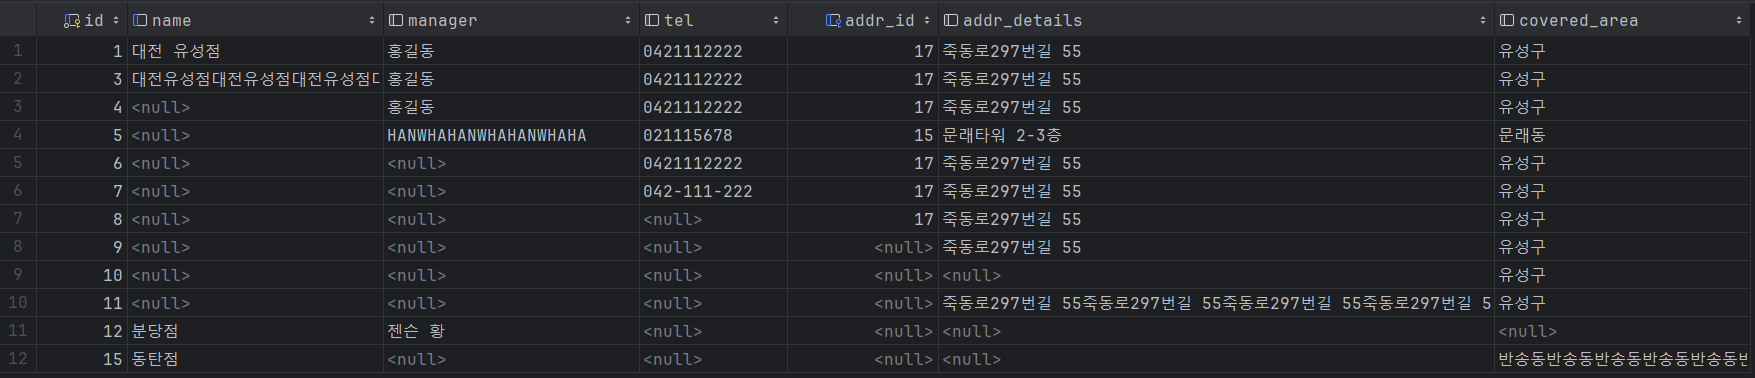 id name manager tel addr_id addr_details covered_area
1 1 대전 유성점 홍길동 0421112222 17 죽동로297번길 55 유성구
2 3 대전유성점대전유성점대전유성점 홍길동 0421112222 17 죽동로297번길 55 유성구
3 4 <null> 홍길동 0421112222 17 죽동로297번길 55 유성구
4 5 <null> HANWHAHANWHAHANWHAHA 021115678 15 문래타워 2-3층 문래동
5 6 <null> <null> 0421112222 17 죽동로297번길 55 유성구
6 7 <null> <null> 042-111-222 17 죽동로297번길 55 유성구
7 8 <null> <null> <null> 17 죽동로297번길 55 유성구
8 9 <null> <null> <null> <null> 죽동로297번길 55 유성구
9 10 <null> <null> <null> <null> <null> 유성구
10 11 <null> <null> <null> <null> 죽동로297번길 55죽동로297번길 55죽동로297번길 55죽동로297번길 5 유성구
11 12 분당점 젠슨 황 <null> <null> <null> <null>
12 15 동탄점 <null> <null> <null> <null> 반송동반송동반송동반송동반송동